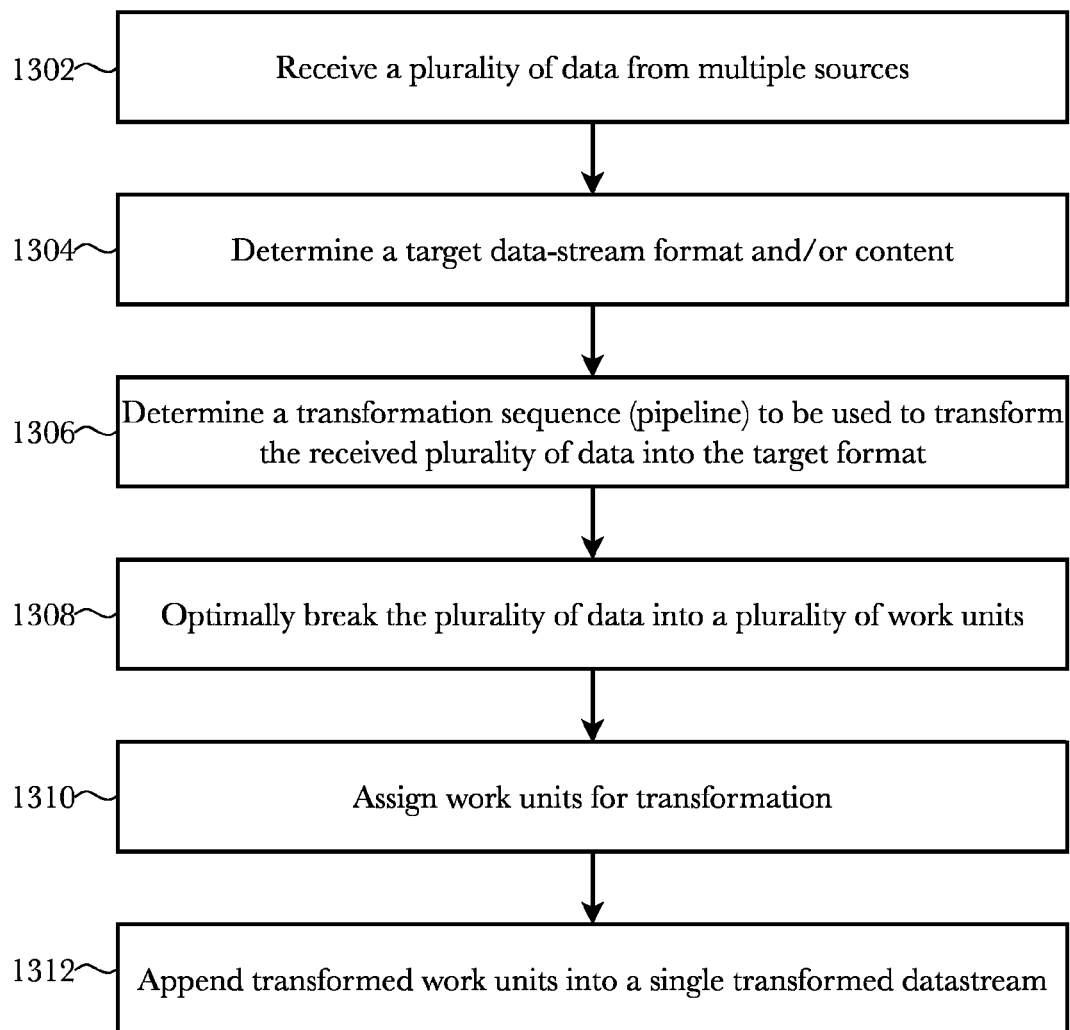 1302
Receive a plurality of data from multiple sources
1304
Determine a target data-stream format and/or content
1306
Determine a transformation sequence (pipeline) to be used to transform
the received plurality of data into the target format
1308
Optimally break the plurality of data into a plurality of work units
1310
Assign work units for transformation
1312
Append transformed work units into a single transformed datastream